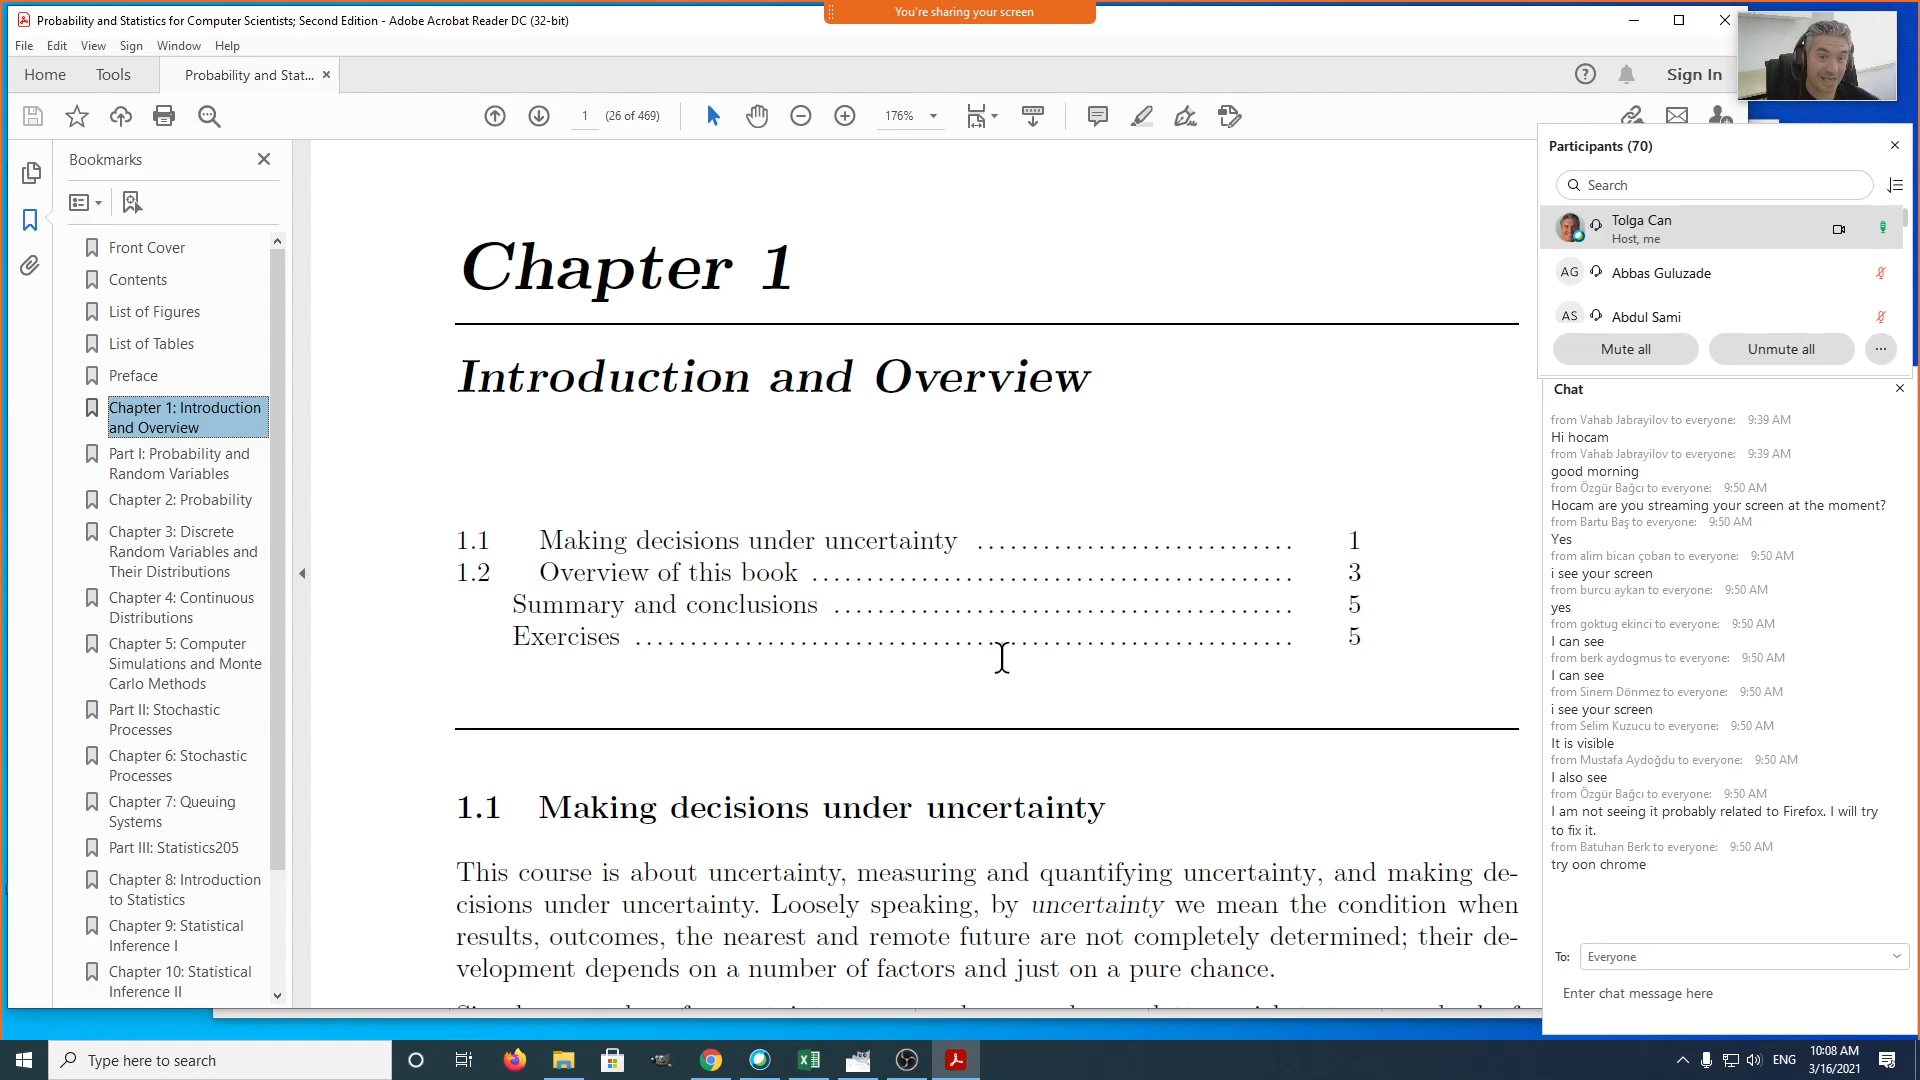 Probability and Statistics for Computer Scientists; Second Edition - Adobe Acrobat Reader DC (32-bit)
You're sharing your screen
File Edit View Sign Window Help
Home Tools Probability and Stat... × Sign In
1 (26 of 469) 176%
Bookmarks
Front Cover
Contents
List of Figures
List of Tables
Preface
Chapter 1: Introduction
and Overview
Part I: Probability and
Random Variables
Chapter 2: Probability
Chapter 3: Discrete
Random Variables and
Their Distributions
Chapter 4: Continuous
Distributions
Chapter 5: Computer
Simulations and Monte
Carlo Methods
Part II: Stochastic
Processes
Chapter 6: Stochastic
Processes
Chapter 7: Queuing
Systems
Part III: Statistics205
Chapter 8: Introduction
to Statistics
Chapter 9: Statistical
Inference I
Chapter 10: Statistical
Inference II
Chapter 1
Introduction and Overview
1.1 Making decisions under uncertainty ............................. 1
1.2 Overview of this book ............................................ 3
Summary and conclusions .......................................... 5
Exercises ................................................................ 5
1.1 Making decisions under uncertainty
This course is about uncertainty, measuring and quantifying uncertainty, and making de-
cisions under uncertainty. Loosely speaking, by uncertainty we mean the condition when
results, outcomes, the nearest and remote future are not completely determined; their de-
velopment depends on a number of factors and just on a pure chance.
Participants (70)
Search
Tolga Can
Host, me
AG Abbas Guluzade
AS Abdul Sami
Mute all Unmute all ...
Chat
from Vahab Jabrayilov to everyone: 9:39 AM
Hi hocam
from Vahab Jabrayilov to everyone: 9:39 AM
good morning
from Özgür Bağcı to everyone: 9:50 AM
Hocam are you streaming your screen at the moment?
from Bartu Baş to everyone: 9:50 AM
Yes
from alim bican çoban to everyone: 9:50 AM
i see your screen
from burcu aykan to everyone: 9:50 AM
yes
from goktug ekinci to everyone: 9:50 AM
I can see
from berk aydogmus to everyone: 9:50 AM
I can see
from Sinem Dönmez to everyone: 9:50 AM
i see your screen
from Selim Kuzucu to everyone: 9:50 AM
It is visible
from Mustafa Aydoğdu to everyone: 9:50 AM
I also see
from Özgür Bağcı to everyone: 9:50 AM
I am not seeing it probably related to Firefox. I will try
to fix it.
from Batuhan Berk to everyone: 9:50 AM
try oon chrome
To: Everyone
Enter chat message here
Type here to search
ENG
10:08 AM
3/16/2021